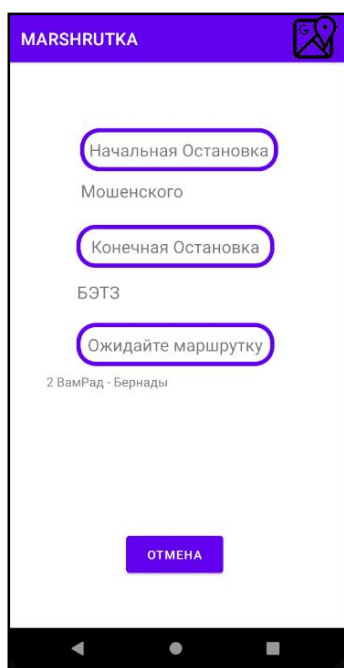 MARSHRUTKA
G
Начальная Остановка
Мошенского
Конечная Остановка
БЭТЗ
Ожидайте маршрутку
2 ВамРад - Бернады
ОТМЕНА